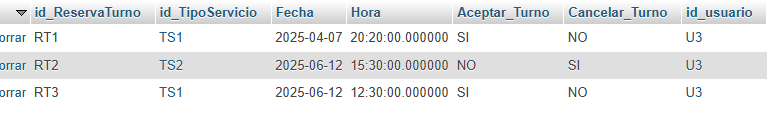 id_ReservaTurno id_TipoServicio Fecha Hora Aceptar_Turno Cancelar_Turno id_usuario
orrar RT1 TS1 2025-04-07 20:20:00.000000 SI NO U3
orrar RT2 TS2 2025-06-12 15:30:00.000000 NO SI U3
orrar RT3 TS1 2025-06-12 12:30:00.000000 SI NO U3